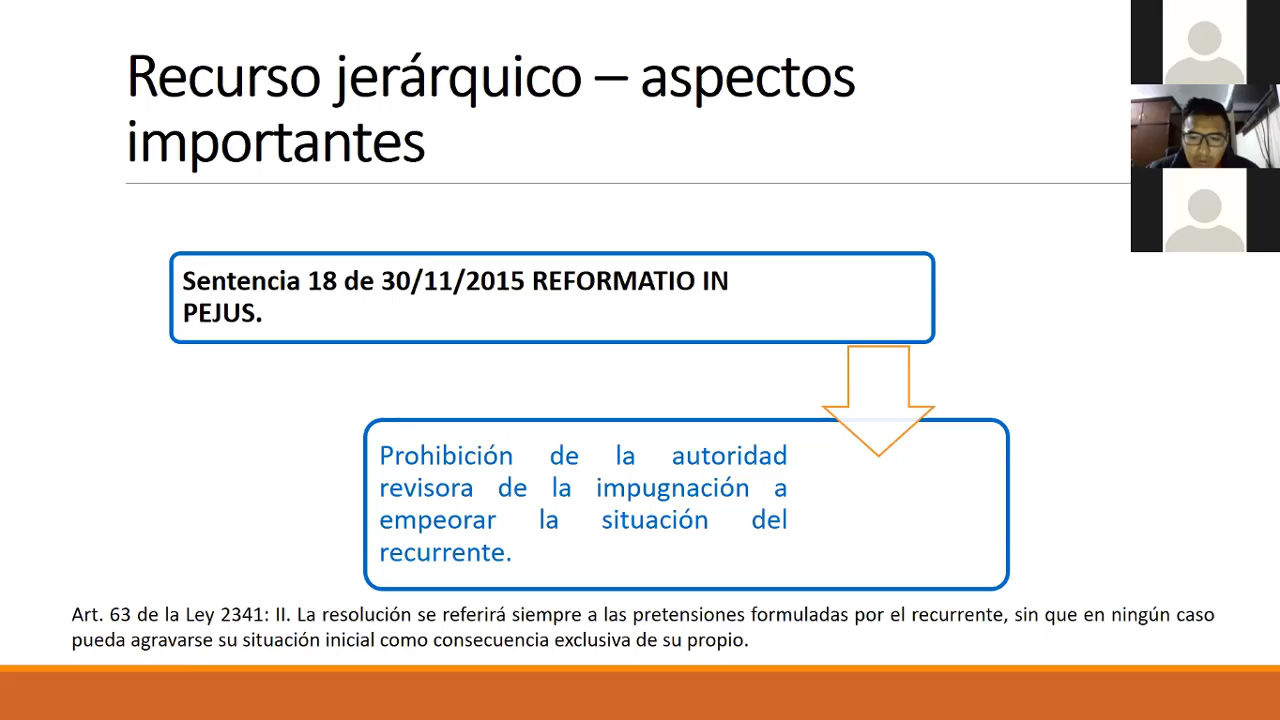 Recurso jerárquico – aspectos
importantes
Sentencia 18 de 30/11/2015 REFORMATIO IN
PEJUS.
Prohibición de la autoridad
revisora de la impugnación a
empeorar la situación del
recurrente.
Art. 63 de la Ley 2341: II. La resolución se referirá siempre a las pretensiones formuladas por el recurrente, sin que en ningún caso
pueda agravarse su situación inicial como consecuencia exclusiva de su propio.